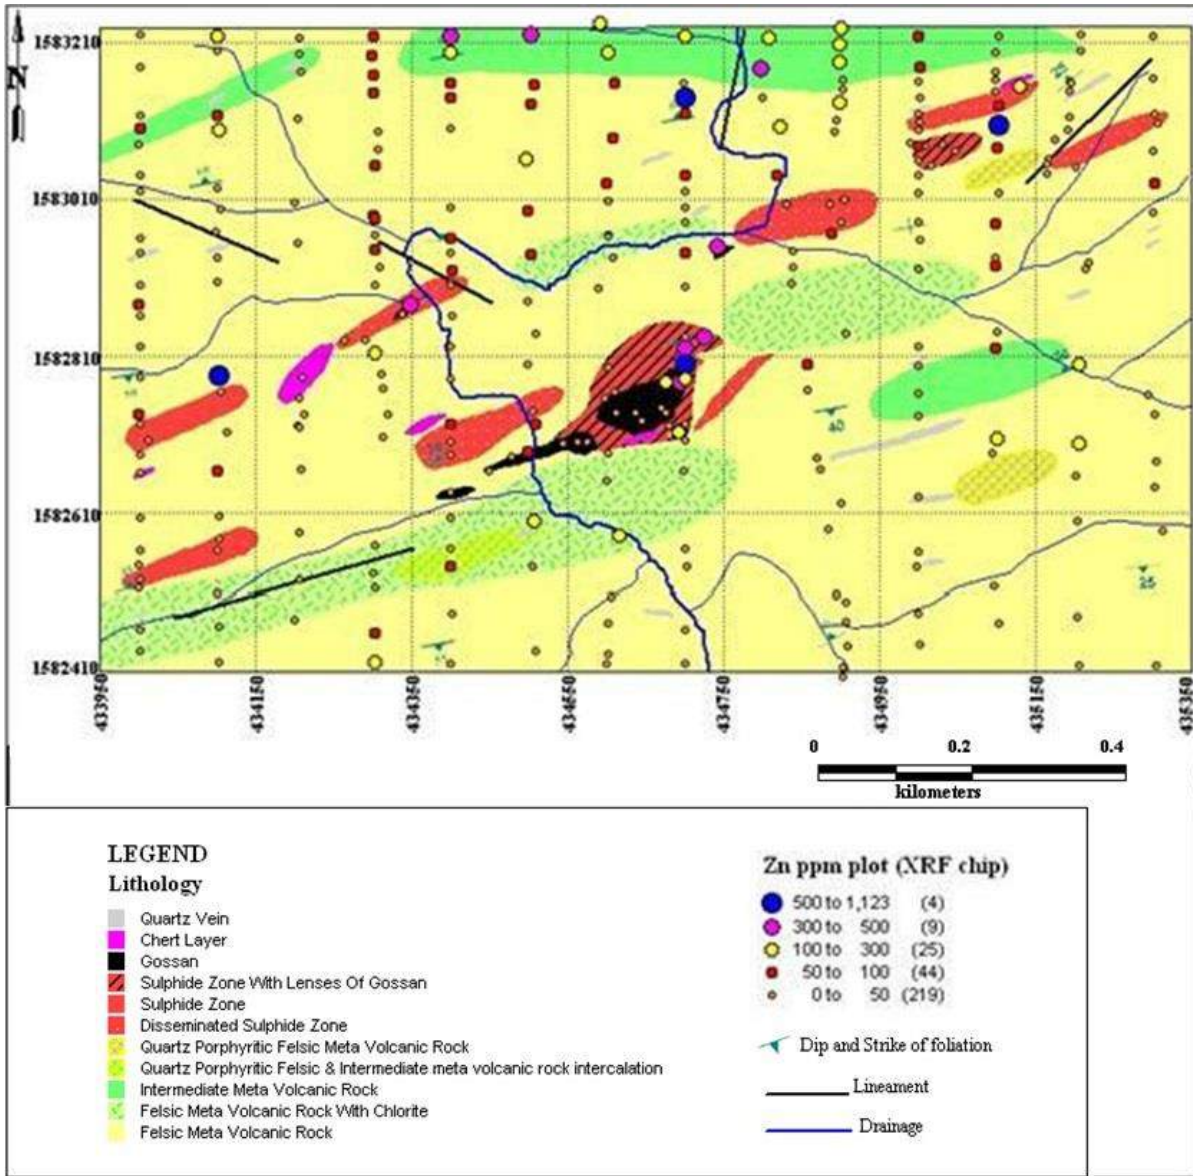 1583210
N
1583010
1582810
1582610
1582410
40
25
433950
434150
434350
434550
434750
434950
435150
435350
0 0.2 0.4
kilometers
LEGEND
Lithology
Quartz Vein
Chert Layer
Gossan
Sulphide Zone With Lenses Of Gossan
Sulphide Zone
Disseminated Sulphide Zone
Quartz Porphyritic Felsic Meta Volcanic Rock
Quartz Porphyritic Felsic & Intermediate meta volcanic rock intercalation
Intermediate Meta Volcanic Rock
Felsic Meta Volcanic Rock With Chlorite
Felsic Meta Volcanic Rock
Zn ppm plot (XRF chip)
500 to 1,123 (4)
300 to 500 (9)
100 to 300 (25)
50 to 100 (44)
0 to 50 (219)
Dip and Strike of foliation
Lineament
Drainage